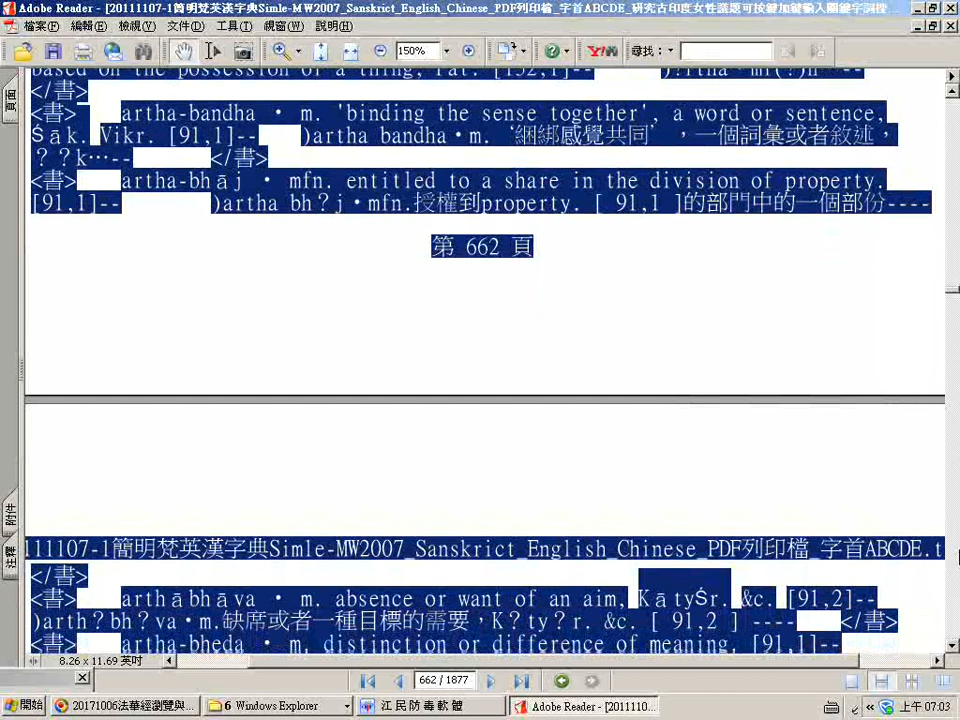 Adobe Reader - [20111107-1簡明梵英漢字典Simle-MW2007_Sanskrict_English_Chinese_PDF列印檔_字首ABCDE_研究古印度女性議題可按鍵加鍵輸入關鍵字詞搜
檔案(F) 編輯(E) 檢視(V) 文件(D) 工具(T) 視窗(W) 說明(H)
150% 尋找：
頁面
based on the possession of a thing, Pat. [132,1]-- )?rtha‧mr(?)n…--
</書>
<書> artha-bandha ‧ m. 'binding the sense together', a word or sentence,
Śāk. Vikr. [91,1]-- )artha bandha‧m.‘綑綁感覺共同’，一個詞彙或者敘述，
？？k…-- </書>
<書> artha-bhāj ‧ mfn. entitled to a share in the division of property.
[91,1]-- )artha bh？j‧mfn.授權到property. [ 91,1 ]的部門中的一個部份----
第 662 頁
附件
注釋
111107-1簡明梵英漢字典Simle-MW2007_Sanskrict_English_Chinese_PDF列印檔_字首ABCDE.t
</書>
<書> arthābhāva ‧ m. absence or want of an aim, KātyŚr. &c. [91,2]--
)arth？bh？va‧m.缺席或者一種目標的需要，K？ty？r. &c. [ 91,2 ] ---- </書>
<書> artha-bheda ‧ m. distinction or difference of meaning. [91,1]--
8.26 x 11.69 英吋
662 / 1877
開始 20171006法華經瀏覽與... 6 Windows Explorer 江民防毒軟體 Adobe Reader - [2011110... 上午 07:03